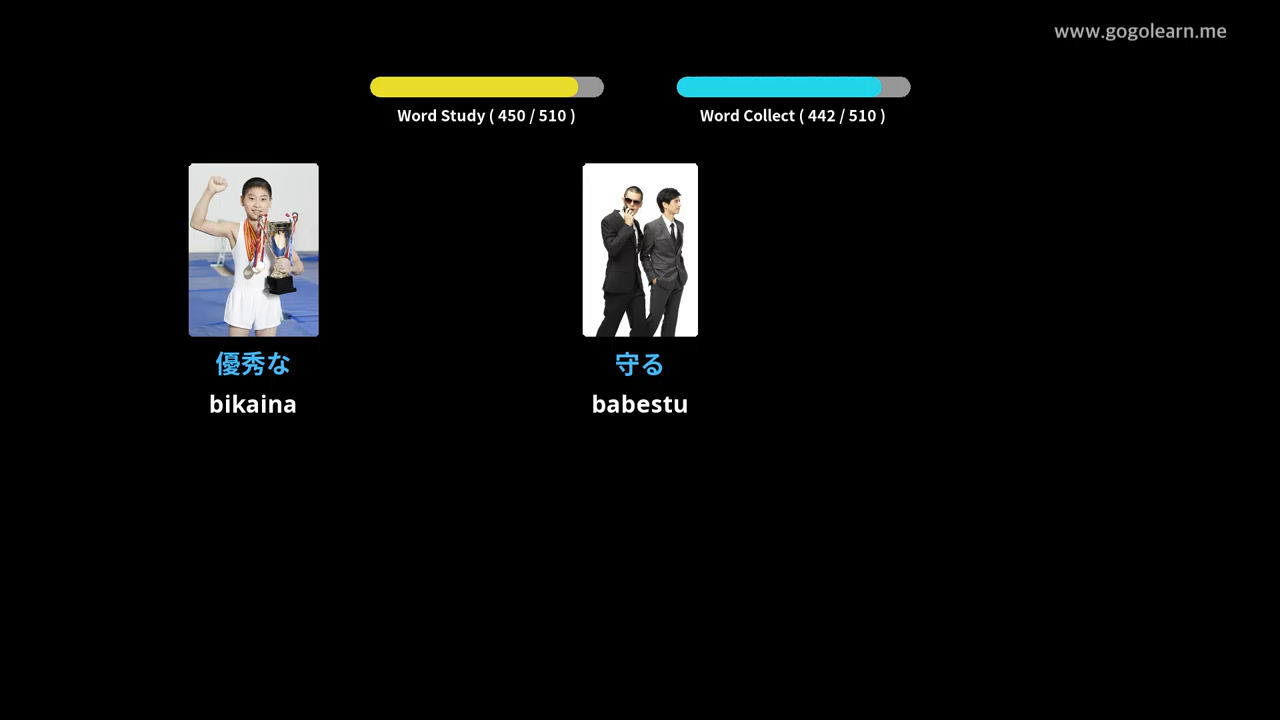 www.gogolearn.me
Word Study ( 450 / 510 )
Word Collect ( 442 / 510 )
優秀な
守る
bikaina
babestu